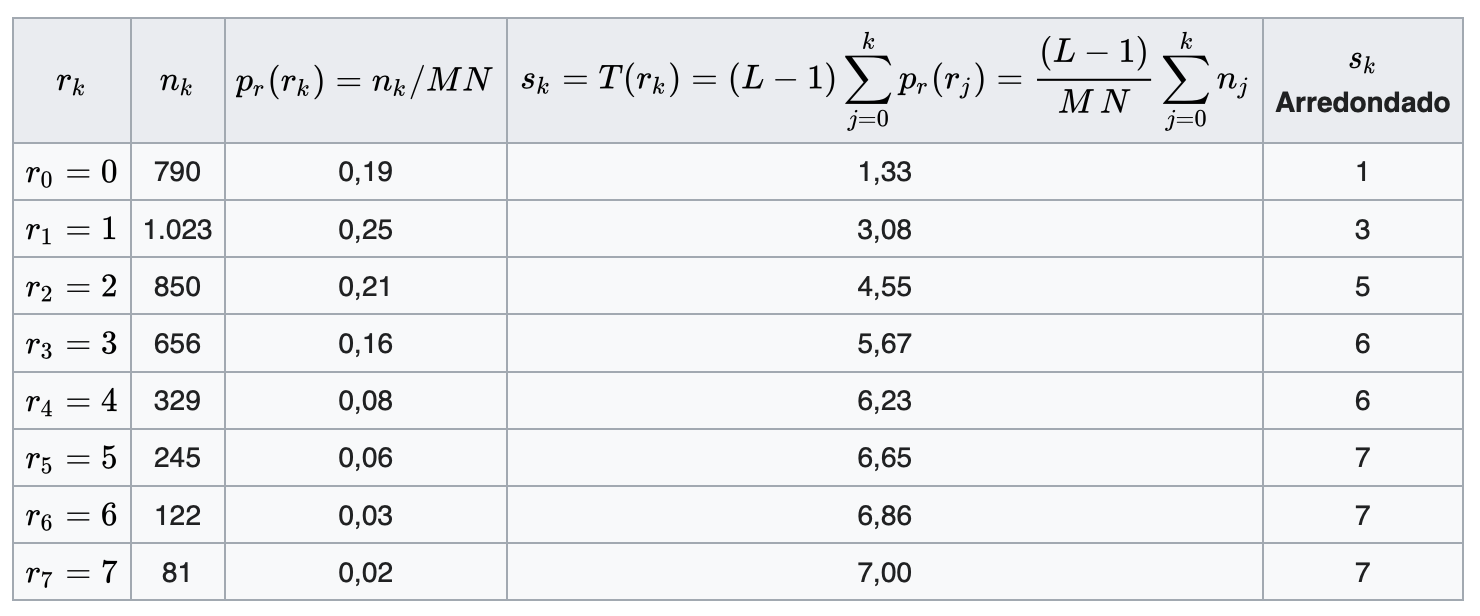 r_k n_k p_r(r_k) = n_k/MN s_k = T(r_k) = (L − 1) ∑_{j=0}^{k} p_r(r_j) = \frac{(L − 1)}{M N} ∑_{j=0}^{k} n_j s_k Arredondado
r_0 = 0 790 0,19 1,33 1
r_1 = 1 1.023 0,25 3,08 3
r_2 = 2 850 0,21 4,55 5
r_3 = 3 656 0,16 5,67 6
r_4 = 4 329 0,08 6,23 6
r_5 = 5 245 0,06 6,65 7
r_6 = 6 122 0,03 6,86 7
r_7 = 7 81 0,02 7,00 7